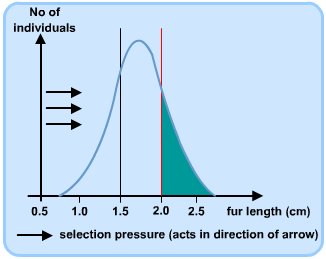 No of
individuals
0.5 1.0 1.5 2.0 2.5 fur length (cm)
selection pressure (acts in direction of arrow)